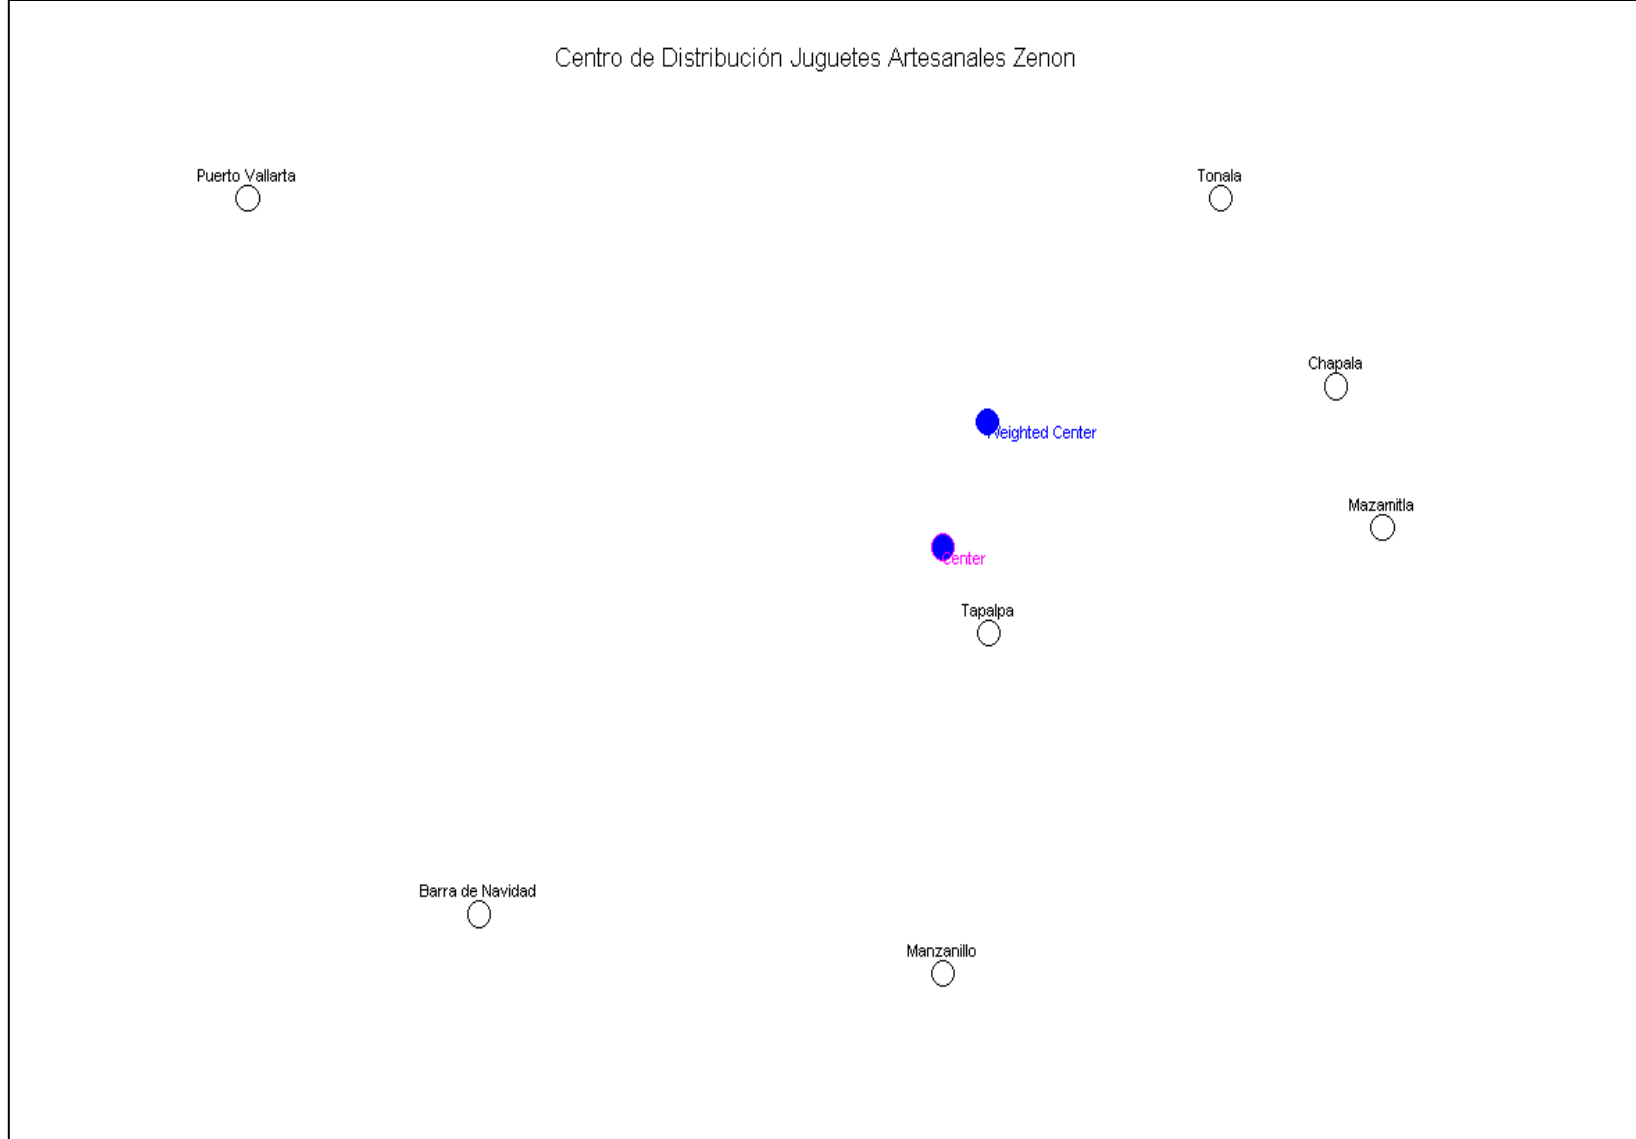 Centro de Distribución Juguetes Artesanales Zenon
Puerto Vallarta
Tonala
Chapala
Weighted Center
Mazamitla
Center
Tapalpa
Barra de Navidad
Manzanillo